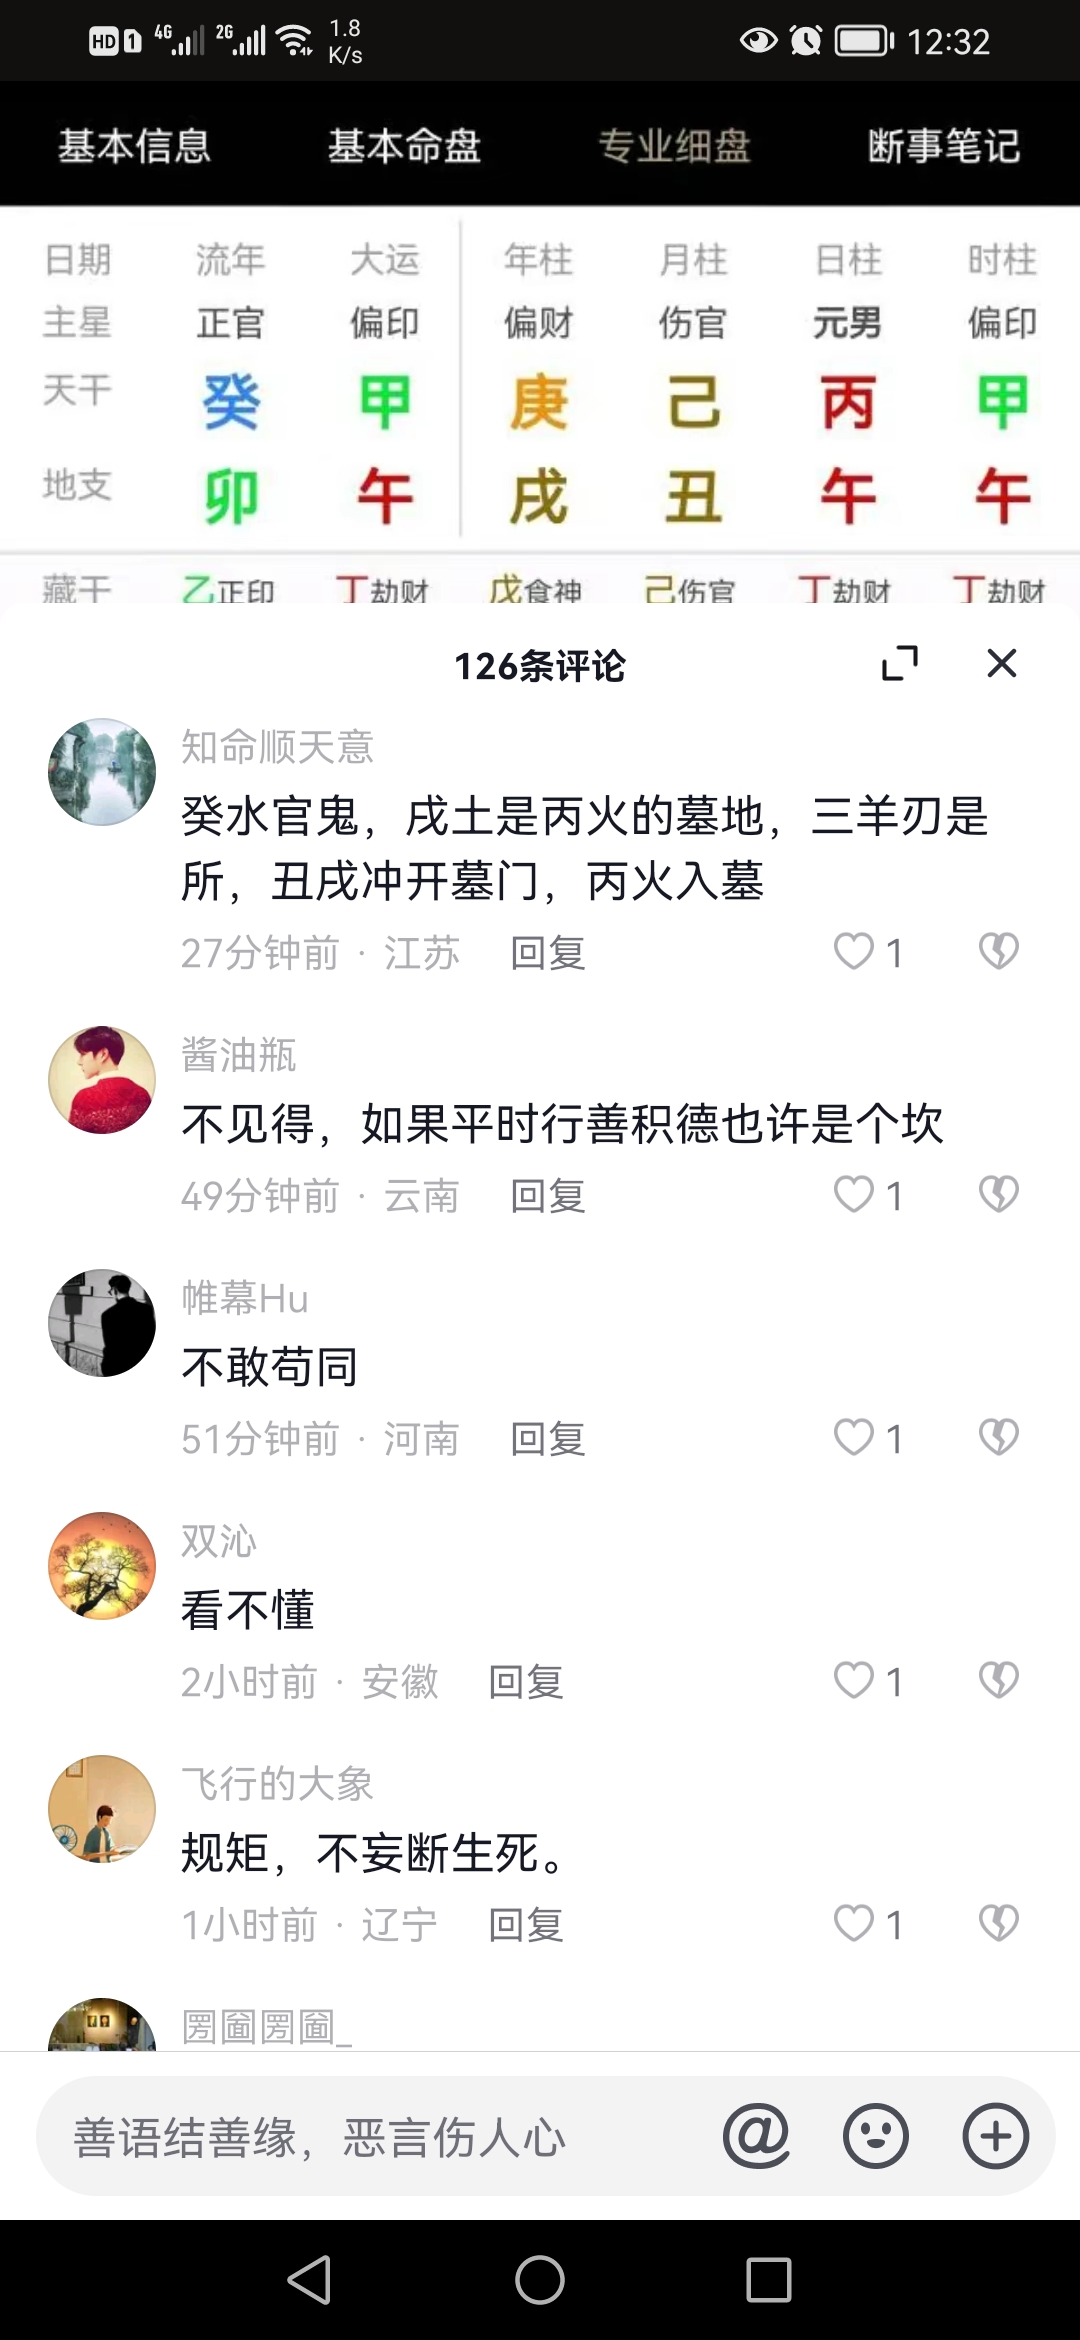 HD 1 4G 2G 1.8 K/s 12:32
基本信息 基本命盘 专业细盘 断事笔记
日期 流年 大运 年柱 月柱 日柱 时柱
主星 正官 偏印 偏财 伤官 元男 偏印
天干 癸 甲 庚 己 丙 甲
地支 卯 午 戌 丑 午 午
藏干 乙正印 丁劫财 戊食神 己伤官 丁劫财 丁劫财
126条评论
知命顺天意
癸水官鬼，戌土是丙火的墓地，三羊刃是
所，丑戌冲开墓门，丙火入墓
27分钟前 · 江苏 回复 1
酱油瓶
不见得，如果平时行善积德也许是个坎
49分钟前 · 云南 回复 1
帷幕Hu
不敢苟同
51分钟前 · 河南 回复 1
双沁
看不懂
2小时前 · 安徽 回复 1
飞行的大象
规矩，不妄断生死。
1小时前 · 辽宁 回复 1
善语结善缘，恶言伤人心